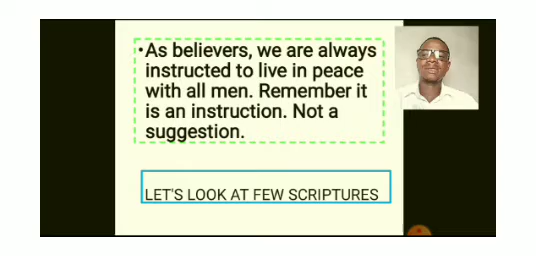 •As believers, we are always
instructed to live in peace
with all men. Remember it
is an instruction. Not a
suggestion.
LET'S LOOK AT FEW SCRIPTURES